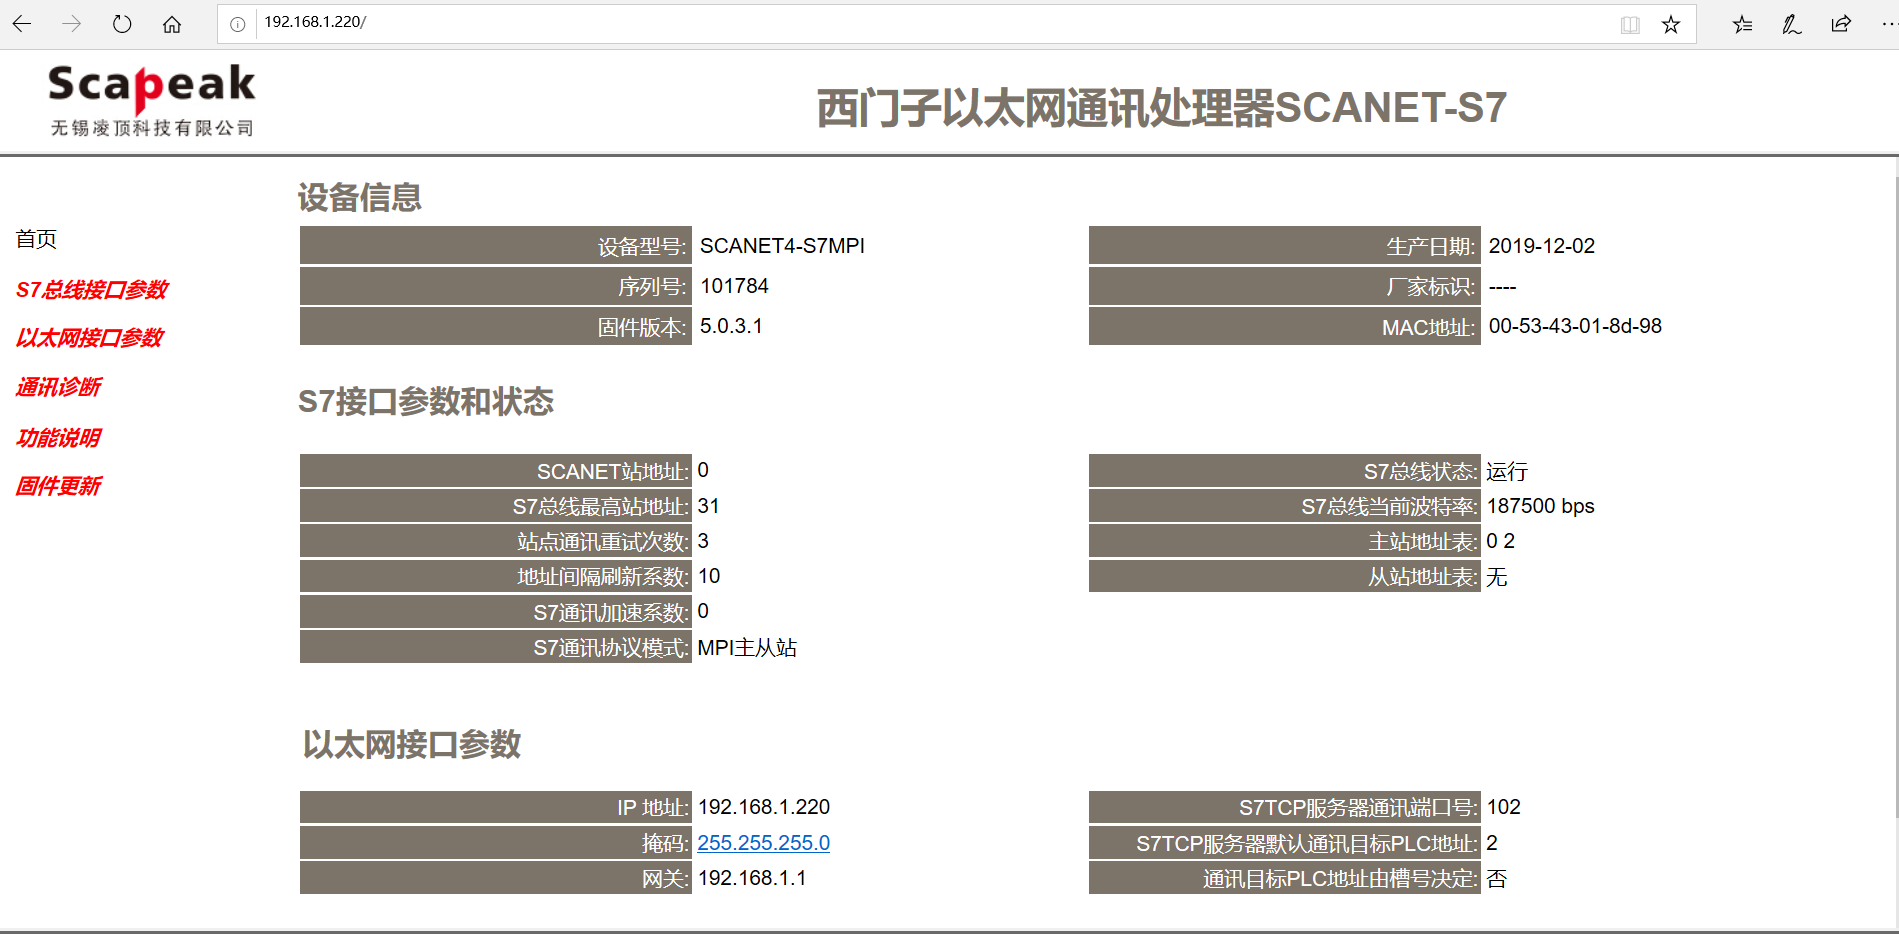 192.168.1.220/
Scapeak
无锡凌顶科技有限公司
西门子以太网通讯处理器SCANET-S7
首页
S7总线接口参数
以太网接口参数
通讯诊断
功能说明
固件更新
设备信息
设备型号: SCANET4-S7MPI 生产日期: 2019-12-02
序列号: 101784 厂家标识: ----
固件版本: 5.0.3.1 MAC地址: 00-53-43-01-8d-98
S7接口参数和状态
SCANET站地址: 0 S7总线状态: 运行
S7总线最高站地址: 31 S7总线当前波特率: 187500 bps
站点通讯重试次数: 3 主站地址表: 0 2
地址间隔刷新系数: 10 从站地址表: 无
S7通讯加速系数: 0
S7通讯协议模式: MPI主从站
以太网接口参数
IP 地址: 192.168.1.220 S7TCP服务器通讯端口号: 102
掩码: 255.255.255.0 S7TCP服务器默认通讯目标PLC地址: 2
网关: 192.168.1.1 通讯目标PLC地址由槽号决定: 否